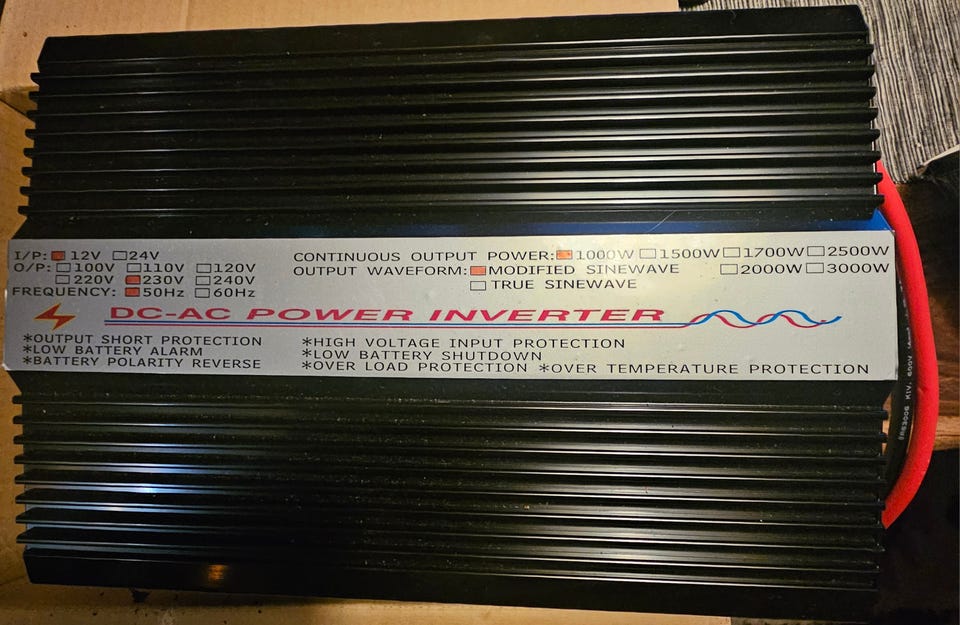 I/P: 12V 24V
O/P: 100V 110V 120V
220V 230V 240V
FREQUENCY: 50Hz 60Hz
CONTINUOUS OUTPUT POWER: 1000W 1500W 1700W 2500W
OUTPUT WAVEFORM: MODIFIED SINEWAVE 2000W 3000W
TRUE SINEWAVE
DC-AC POWER INVERTER
*OUTPUT SHORT PROTECTION
*LOW BATTERY ALARM
*BATTERY POLARITY REVERSE
*HIGH VOLTAGE INPUT PROTECTION
*LOW BATTERY SHUTDOWN
*OVER LOAD PROTECTION *OVER TEMPERATURE PROTECTION
600V